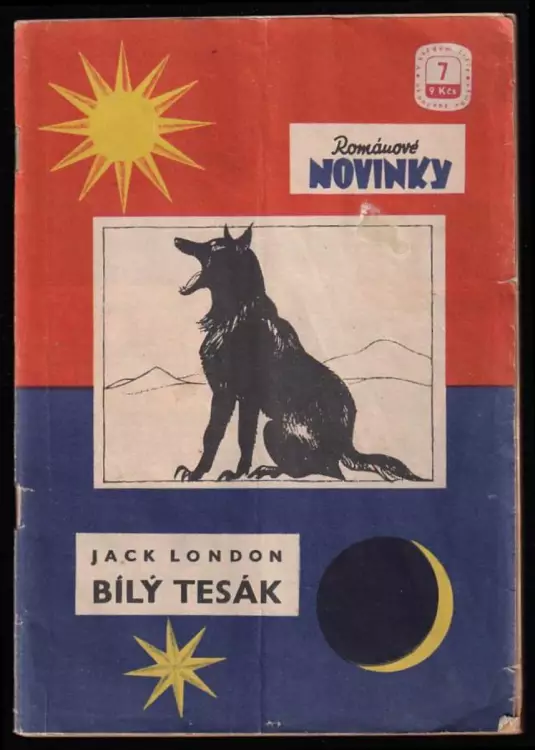 7
9 Kčs
Románové
NOVINKY
JACK LONDON
BÍLÝ TESÁK